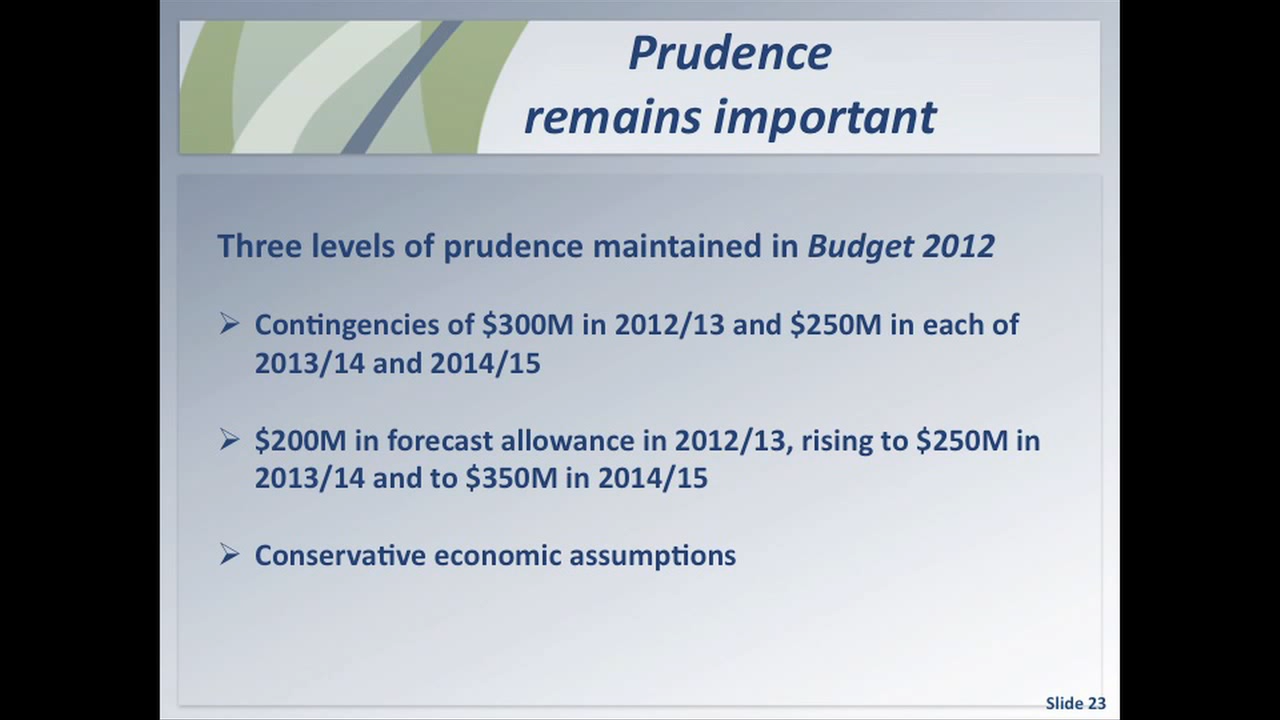 Prudence
remains important
Three levels of prudence maintained in Budget 2012
➢ Contingencies of $300M in 2012/13 and $250M in each of
2013/14 and 2014/15
➢ $200M in forecast allowance in 2012/13, rising to $250M in
2013/14 and to $350M in 2014/15
➢ Conservative economic assumptions
Slide 23